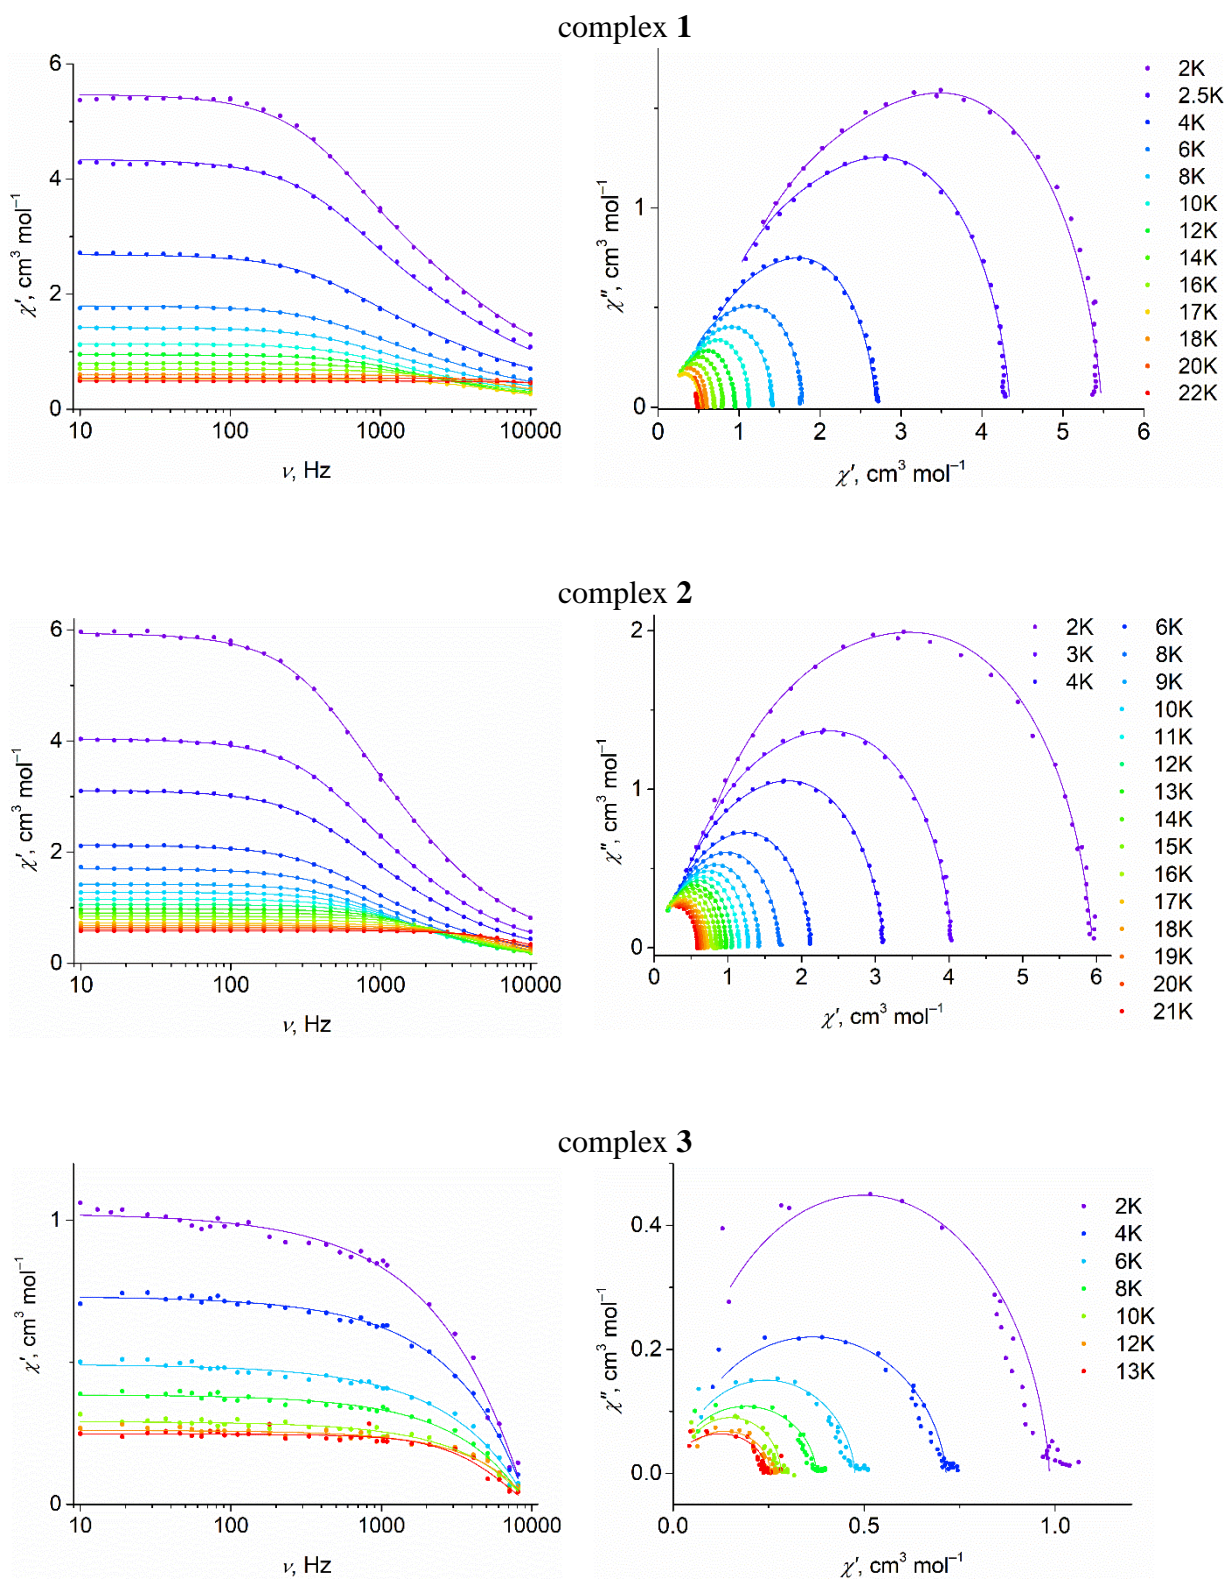 complex 1
6
4
2
0
χ′, cm³ mol⁻¹
10
100
1000
10000
ν, Hz
1
0
χ″, cm³ mol⁻¹
0
1
2
3
4
5
6
χ′, cm³ mol⁻¹
2K
2.5K
4K
6K
8K
10K
12K
14K
16K
17K
18K
20K
22K
complex 2
6
4
2
0
χ′, cm³ mol⁻¹
10
100
1000
10000
ν, Hz
2
1
0
χ″, cm³ mol⁻¹
0
1
2
3
4
5
6
χ′, cm³ mol⁻¹
2K
3K
4K
6K
8K
9K
10K
11K
12K
13K
14K
15K
16K
17K
18K
19K
20K
21K
complex 3
1
0
χ′, cm³ mol⁻¹
10
100
1000
10000
ν, Hz
0.4
0.2
0.0
χ″, cm³ mol⁻¹
0.0
0.5
1.0
χ′, cm³ mol⁻¹
2K
4K
6K
8K
10K
12K
13K